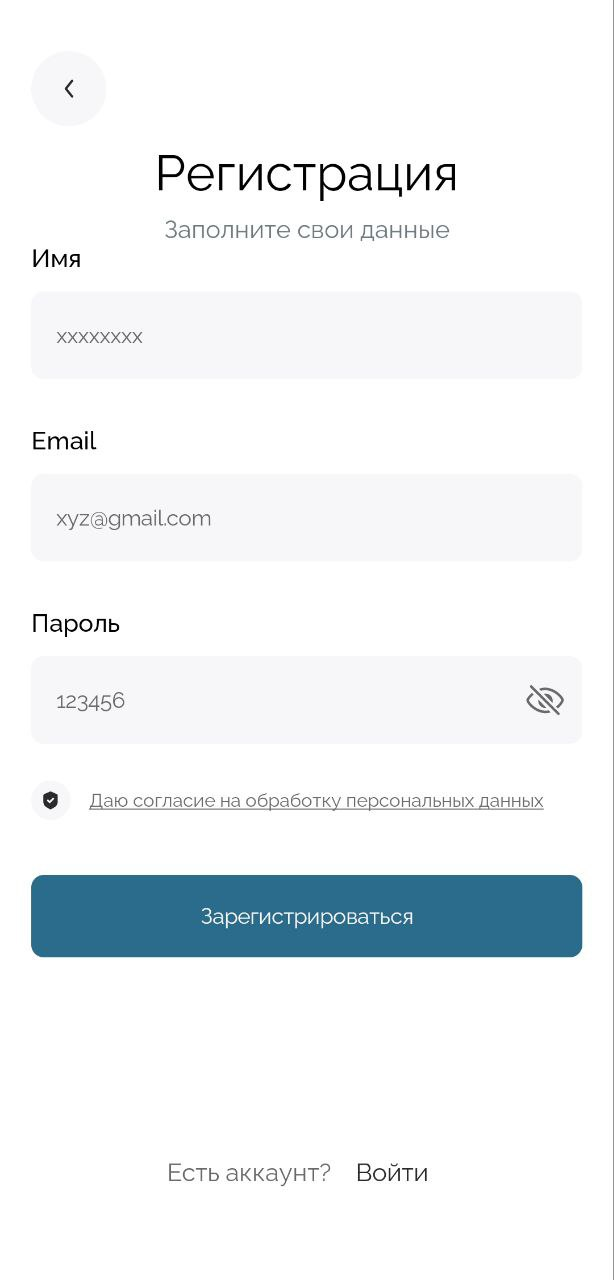 Регистрация
Заполните свои данные
Имя
xxxxxxxx
Email
xyz@gmail.com
Пароль
123456
Даю согласие на обработку персональных данных
Зарегистрироваться
Есть аккаунт? Войти